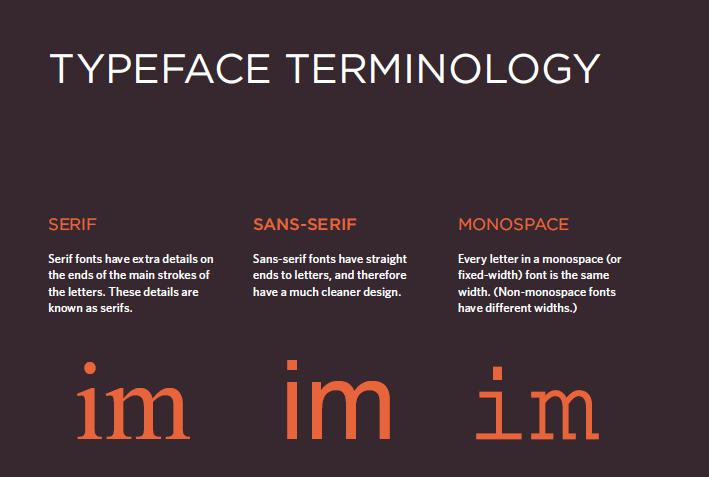 TYPEFACE TERMINOLOGY
SERIF
Serif fonts have extra details on
the ends of the main strokes of
the letters. These details are
known as serifs.
im
SANS-SERIF
Sans-serif fonts have straight
ends to letters, and therefore
have a much cleaner design.
im
MONOSPACE
Every letter in a monospace (or
fixed-width) font is the same
width. (Non-monospace fonts
have different widths.)
im